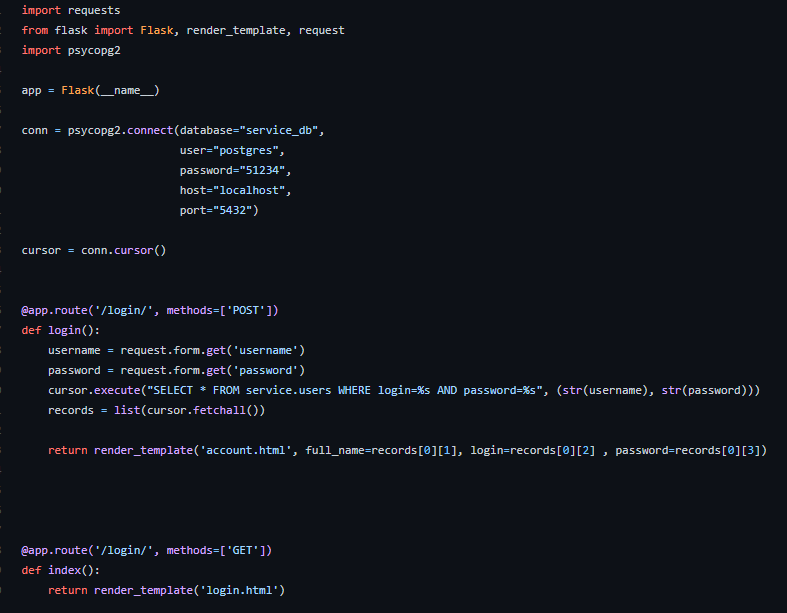 import requests
from flask import Flask, render_template, request
import psycopg2
app = Flask(__name__)
conn = psycopg2.connect(database="service_db",
                        user="postgres",
                        password="51234",
                        host="localhost",
                        port="5432")
cursor = conn.cursor()
@app.route('/login/', methods=['POST'])
def login():
    username = request.form.get('username')
    password = request.form.get('password')
    cursor.execute("SELECT * FROM service.users WHERE login=%s AND password=%s", (str(username), str(password)))
    records = list(cursor.fetchall())
    return render_template('account.html', full_name=records[0][1], login=records[0][2] , password=records[0][3])
@app.route('/login/', methods=['GET'])
def index():
    return render_template('login.html')